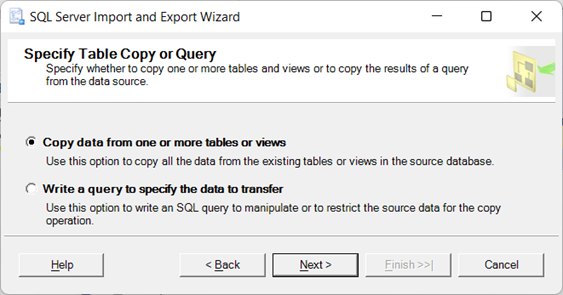 SQL Server Import and Export Wizard
Specify Table Copy or Query
Specify whether to copy one or more tables and views or to copy the results of a query
from the data source.
Copy data from one or more tables or views
Use this option to copy all the data from the existing tables or views in the source database.
Write a query to specify the data to transfer
Use this option to write an SQL query to manipulate or to restrict the source data for the copy
operation.
Help
< Back
Next >
Finish >>|
Cancel